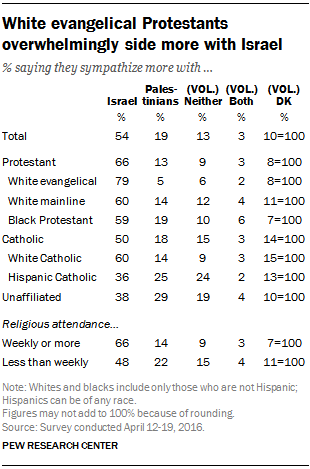 White evangelical Protestants
overwhelmingly side more with Israel
% saying they sympathize more with ...
Israel Pales-tinians (VOL.) Neither (VOL.) Both (VOL.) DK
% % % % %
Total 54 19 13 3 10=100
Protestant 66 13 9 3 8=100
White evangelical 79 5 6 2 8=100
White mainline 60 14 12 4 11=100
Black Protestant 59 19 10 6 7=100
Catholic 50 18 15 3 14=100
White Catholic 60 14 9 3 15=100
Hispanic Catholic 36 25 24 2 13=100
Unaffiliated 38 29 19 4 10=100
Religious attendance...
Weekly or more 66 14 9 3 7=100
Less than weekly 48 22 15 4 11=100
Note: Whites and blacks include only those who are not Hispanic;
Hispanics can be of any race.
Figures may not add to 100% because of rounding.
Source: Survey conducted April 12-19, 2016.
PEW RESEARCH CENTER